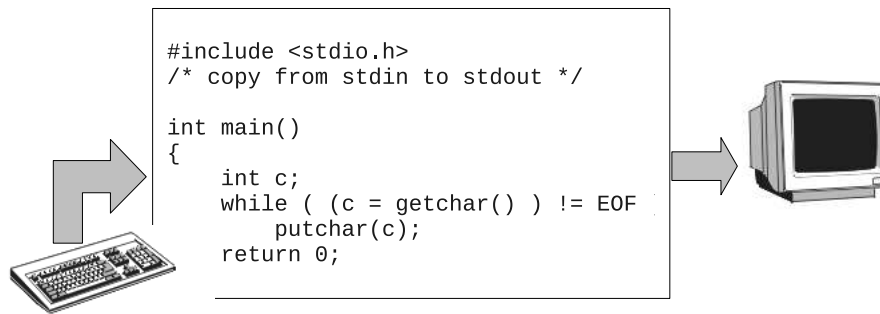 #include <stdio.h>
/* copy from stdin to stdout */
int main()
{
int c;
while ( (c = getchar() ) != EOF
putchar(c);
return 0;